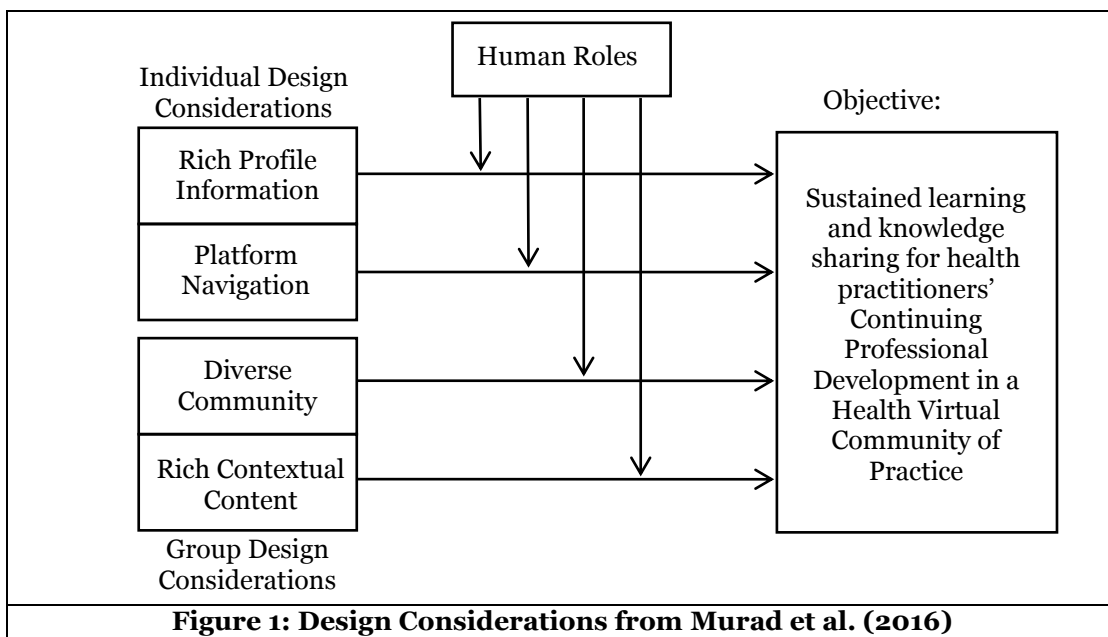 Human Roles
Individual Design
Considerations
Objective:
Rich Profile
Information
Platform
Navigation
Diverse
Community
Rich Contextual
Content
Group Design
Considerations
Sustained learning
and knowledge
sharing for health
practitioners’
Continuing
Professional
Development in a
Health Virtual
Community of
Practice
Figure 1: Design Considerations from Murad et al. (2016)